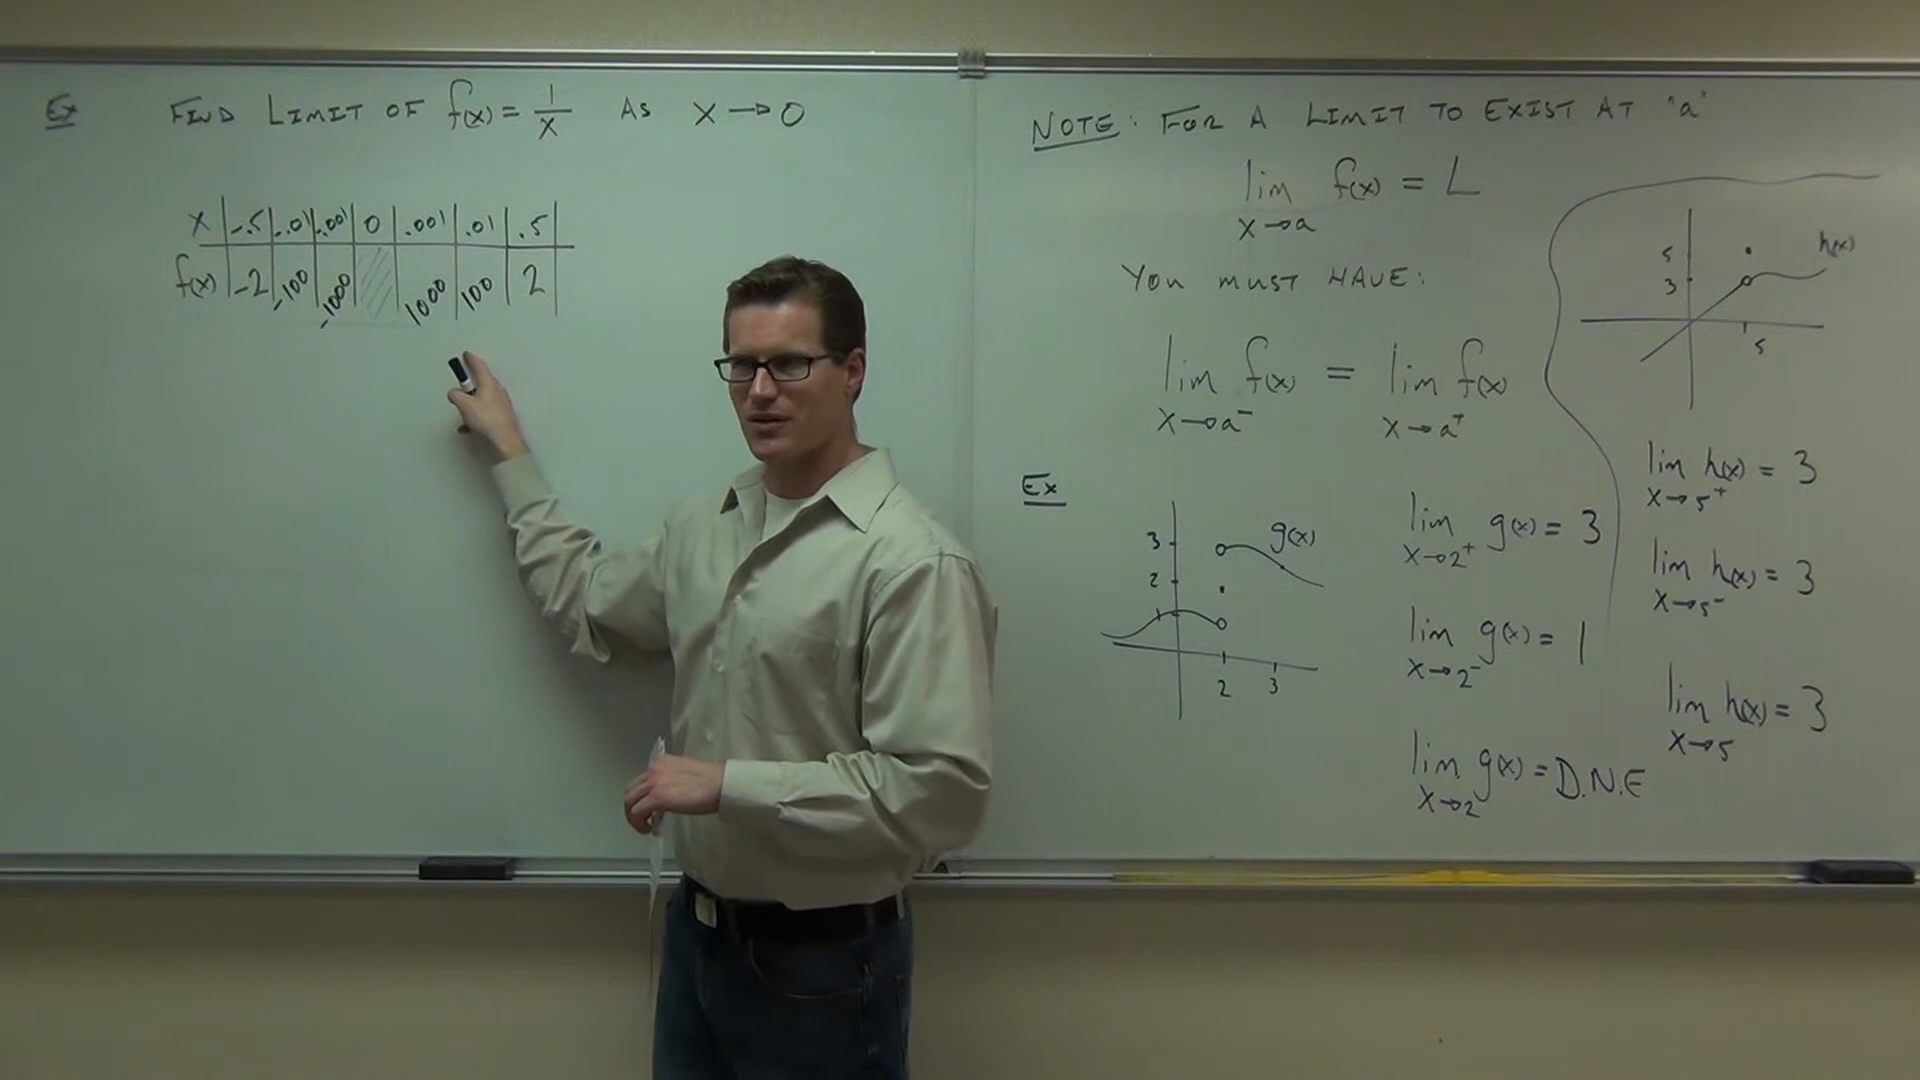 Ex FIND LIMIT OF f(x) = 1/x AS x → 0
x | -.5 | -.01 | -.001 | 0 | .001 | .01 | .5
f(x) | -2 | -100 | -1000 | | 1000 | 100 | 2
NOTE: FOR A LIMIT TO EXIST AT "a"
lim f(x) = L
x→a
YOU MUST HAVE:
lim f(x) = lim f(x)
x→a⁻ x→a⁺
Ex
3
2
1
g(x)
2 3
lim g(x) = 3
x→2⁺
lim g(x) = 1
x→2⁻
lim g(x) = D.N.E
x→2
5
3
h(x)
5
lim h(x) = 3
x→5⁺
lim h(x) = 3
x→5⁻
lim h(x) = 3
x→5